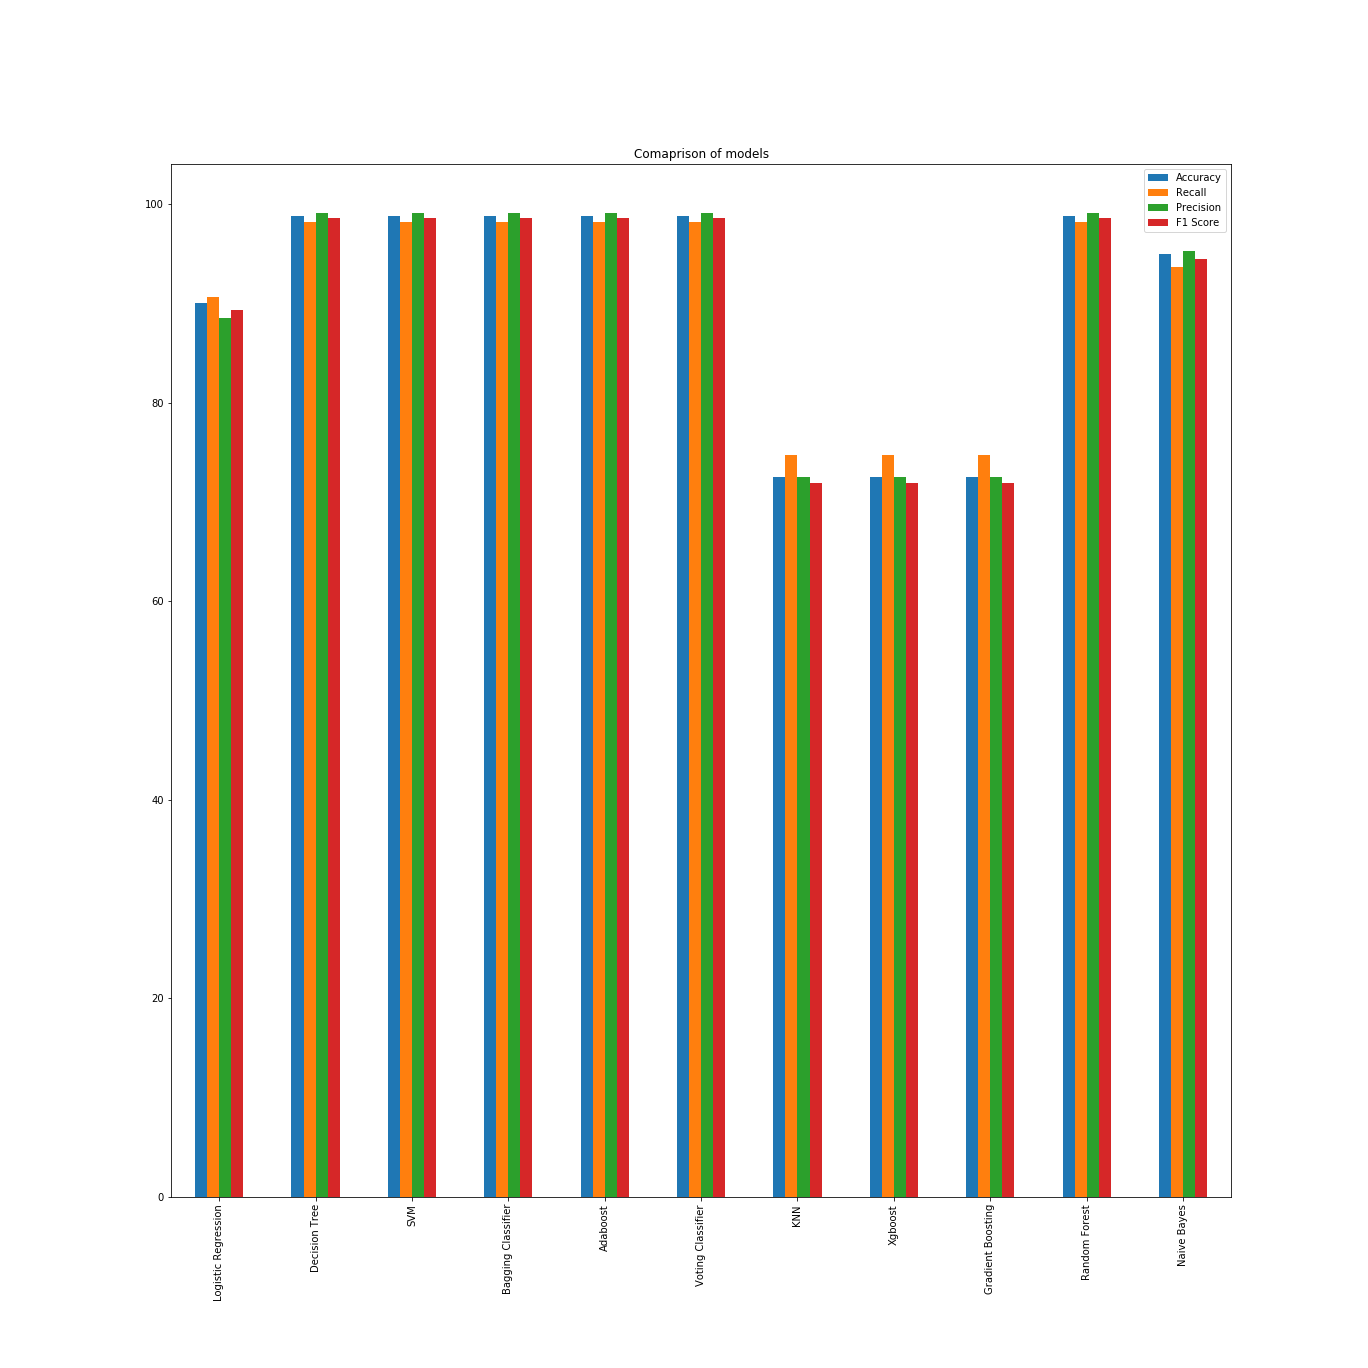 Comaprison of models
Accuracy
Recall
Precision
F1 Score
100
80
60
40
20
0
Logistic Regression
Decision Tree
SVM
Bagging Classifier
Adaboost
Voting Classifier
KNN
Xgboost
Gradient Boosting
Random Forest
Naive Bayes